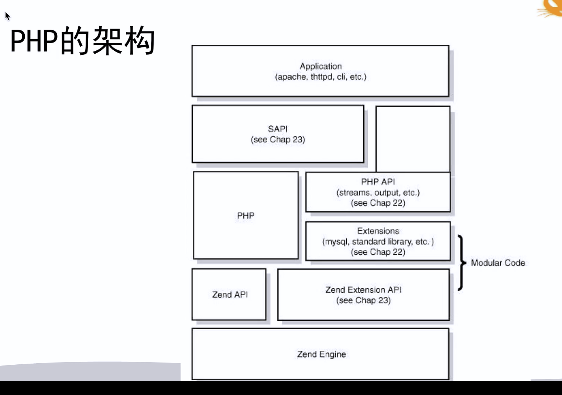 PHP的架构
Application
(apache, thttpd, cli, etc.)
SAPI
(see Chap 23)
PHP API
(streams, output, etc.)
(see Chap 22)
PHP
Extensions
(mysql, standard library, etc. )
(see Chap 22)
Modular Code
Zend API
Zend Extension API
(see Chap 23)
Zend Engine